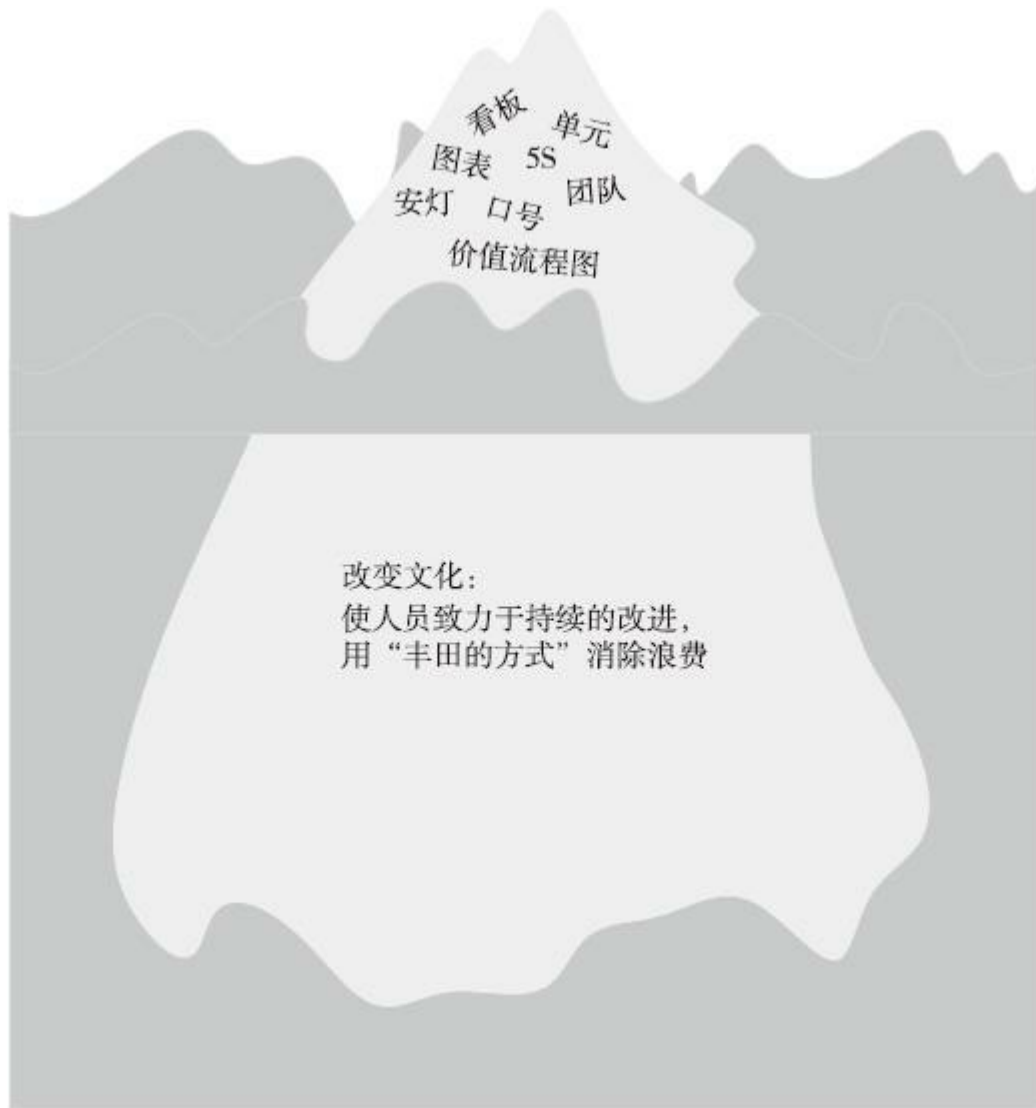 看板
单元
图表
5S
团队
安灯
口号
价值流程图
改变文化：
使人员致力于持续的改进，
用“丰田的方式”消除浪费